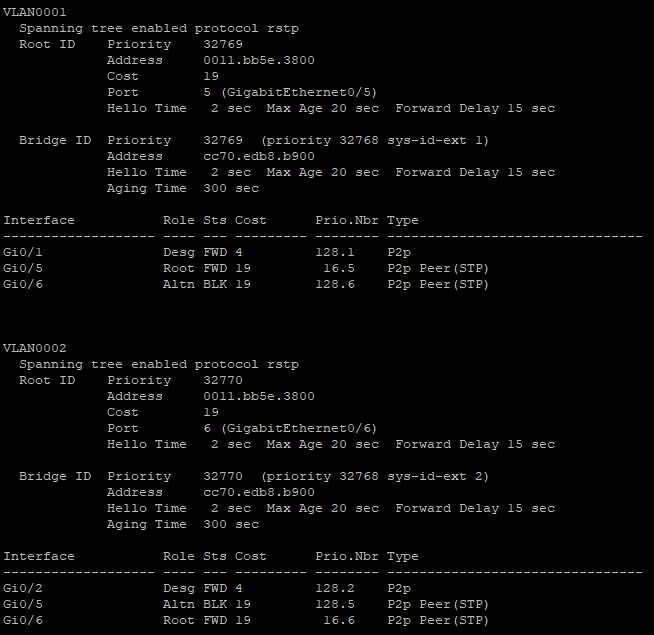 VLAN0001
  Spanning tree enabled protocol rstp
  Root ID    Priority    32769
             Address     0011.bb5e.3800
             Cost        19
             Port        5 (GigabitEthernet0/5)
             Hello Time   2 sec  Max Age 20 sec  Forward Delay 15 sec

  Bridge ID  Priority    32769  (priority 32768 sys-id-ext 1)
             Address     cc70.edb8.b900
             Hello Time   2 sec  Max Age 20 sec  Forward Delay 15 sec
             Aging Time  300 sec

Interface           Role Sts Cost      Prio.Nbr Type
------------------- ---- --- --------- -------- --------------------------------
Gi0/1               Desg FWD 4         128.1    P2p
Gi0/5               Root FWD 19         16.5    P2p Peer(STP)
Gi0/6               Altn BLK 19        128.6    P2p Peer(STP)

VLAN0002
  Spanning tree enabled protocol rstp
  Root ID    Priority    32770
             Address     0011.bb5e.3800
             Cost        19
             Port        6 (GigabitEthernet0/6)
             Hello Time   2 sec  Max Age 20 sec  Forward Delay 15 sec

  Bridge ID  Priority    32770  (priority 32768 sys-id-ext 2)
             Address     cc70.edb8.b900
             Hello Time   2 sec  Max Age 20 sec  Forward Delay 15 sec
             Aging Time  300 sec

Interface           Role Sts Cost      Prio.Nbr Type
------------------- ---- --- --------- -------- --------------------------------
Gi0/2               Desg FWD 4         128.2    P2p
Gi0/5               Altn BLK 19        128.5    P2p Peer(STP)
Gi0/6               Root FWD 19         16.6    P2p Peer(STP)